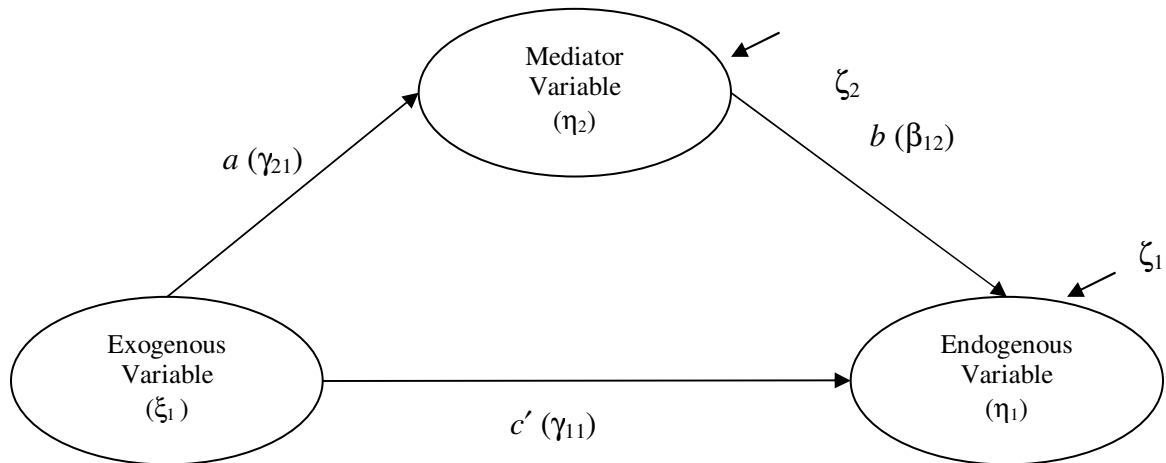 Mediator
Variable
(η₂)
ζ₂
b (β₁₂)
a (γ₂₁)
ζ₁
Exogenous
Variable
(ξ₁)
Endogenous
Variable
(η₁)
c′ (γ₁₁)